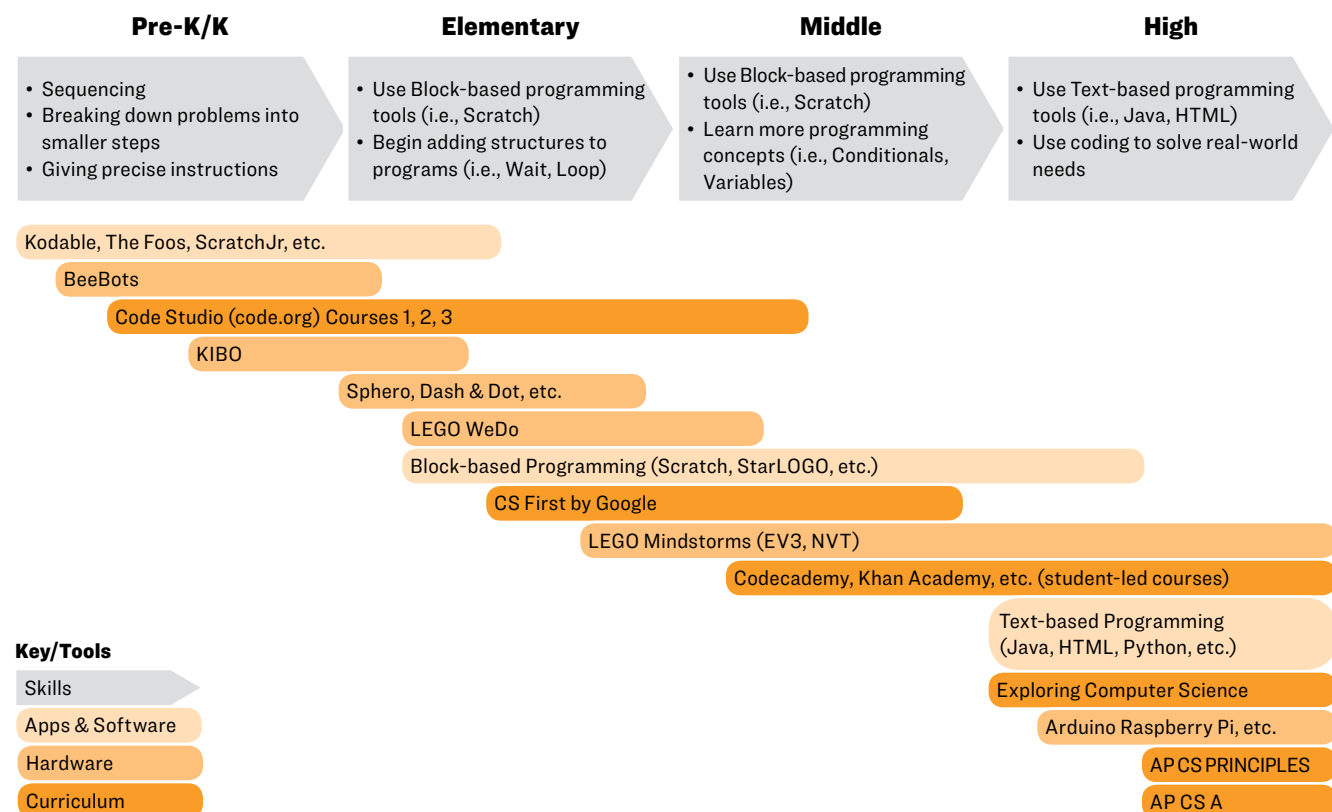 Pre-K/K
Elementary
Middle
High
• Sequencing
• Breaking down problems into
smaller steps
• Giving precise instructions
• Use Block-based programming
tools (i.e., Scratch)
• Begin adding structures to
programs (i.e., Wait, Loop)
• Use Block-based programming
tools (i.e., Scratch)
• Learn more programming
concepts (i.e., Conditionals,
Variables)
• Use Text-based programming
tools (i.e., Java, HTML)
• Use coding to solve real-world
needs
Kodable, The Foos, ScratchJr, etc.
BeeBots
Code Studio (code.org) Courses 1, 2, 3
KIBO
Sphero, Dash & Dot, etc.
LEGO WeDo
Block-based Programming (Scratch, StarLOGO, etc.)
CS First by Google
LEGO Mindstorms (EV3, NVT)
Codecademy, Khan Academy, etc. (student-led courses)
Text-based Programming
(Java, HTML, Python, etc.)
Exploring Computer Science
Arduino Raspberry Pi, etc.
AP CS PRINCIPLES
AP CS A
Key/Tools
Skills
Apps & Software
Hardware
Curriculum